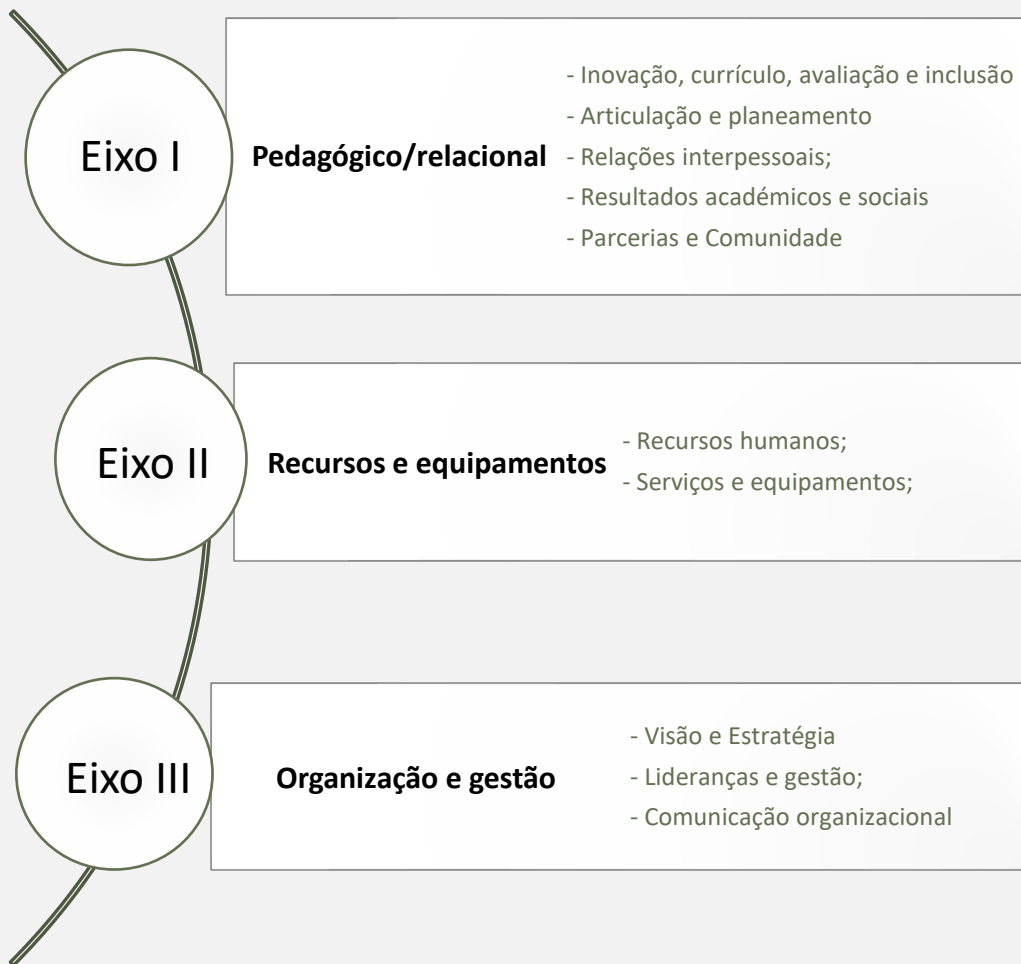 Eixo I
Pedagógico/relacional
- Inovação, currículo, avaliação e inclusão
- Articulação e planeamento
- Relações interpessoais;
- Resultados académicos e sociais
- Parcerias e Comunidade
Eixo II
Recursos e equipamentos
- Recursos humanos;
- Serviços e equipamentos;
Eixo III
Organização e gestão
- Visão e Estratégia
- Lideranças e gestão;
- Comunicação organizacional